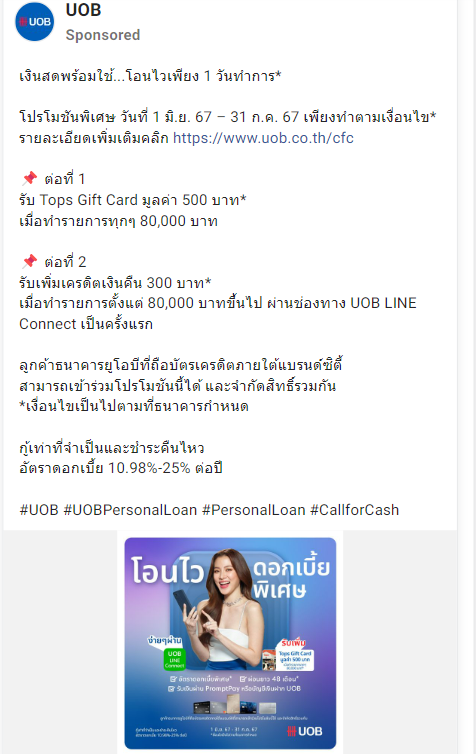 UOB
UOB
Sponsored
เงินสดพร้อมใช้...โอนไวเพียง 1 วันทำการ*
โปรโมชันพิเศษ วันที่ 1 มิ.ย. 67 – 31 ก.ค. 67 เพียงทำตามเงื่อนไข*
รายละเอียดเพิ่มเติมคลิก https://www.uob.co.th/cfc
📌 ต่อที่ 1
รับ Tops Gift Card มูลค่า 500 บาท*
เมื่อทำรายการทุกๆ 80,000 บาท
📌 ต่อที่ 2
รับเพิ่มเครดิตเงินคืน 300 บาท*
เมื่อทำรายการตั้งแต่ 80,000 บาทขึ้นไป ผ่านช่องทาง UOB LINE
Connect เป็นครั้งแรก
ลูกค้าธนาคารยูโอบีที่ถือบัตรเครดิตภายใต้แบรนด์ซิตี้
สามารถเข้าร่วมโปรโมชันนี้ได้ และจำกัดสิทธิ์รวมกัน
*เงื่อนไขเป็นไปตามที่ธนาคารกำหนด
กู้เท่าที่จำเป็นและชำระคืนไหว
อัตราดอกเบี้ย 10.98%-25% ต่อปี
#UOB #UOBPersonalLoan #PersonalLoan #CallforCash
โอนไว ดอกเบี้ย
พิเศษ
ง่ายๆผ่าน
UOB
LINE
Connect
รับเพิ่ม
Tops Gift Card
มูลค่า 500 บาท
อัตราดอกเบี้ยพิเศษ* ผ่อนยาว 48 เดือน*
รับเงินผ่าน PromptPay หรือบัญชีเงินฝาก UOB
1 มิ.ย. 67 - 31 ก.ค. 67
UOB